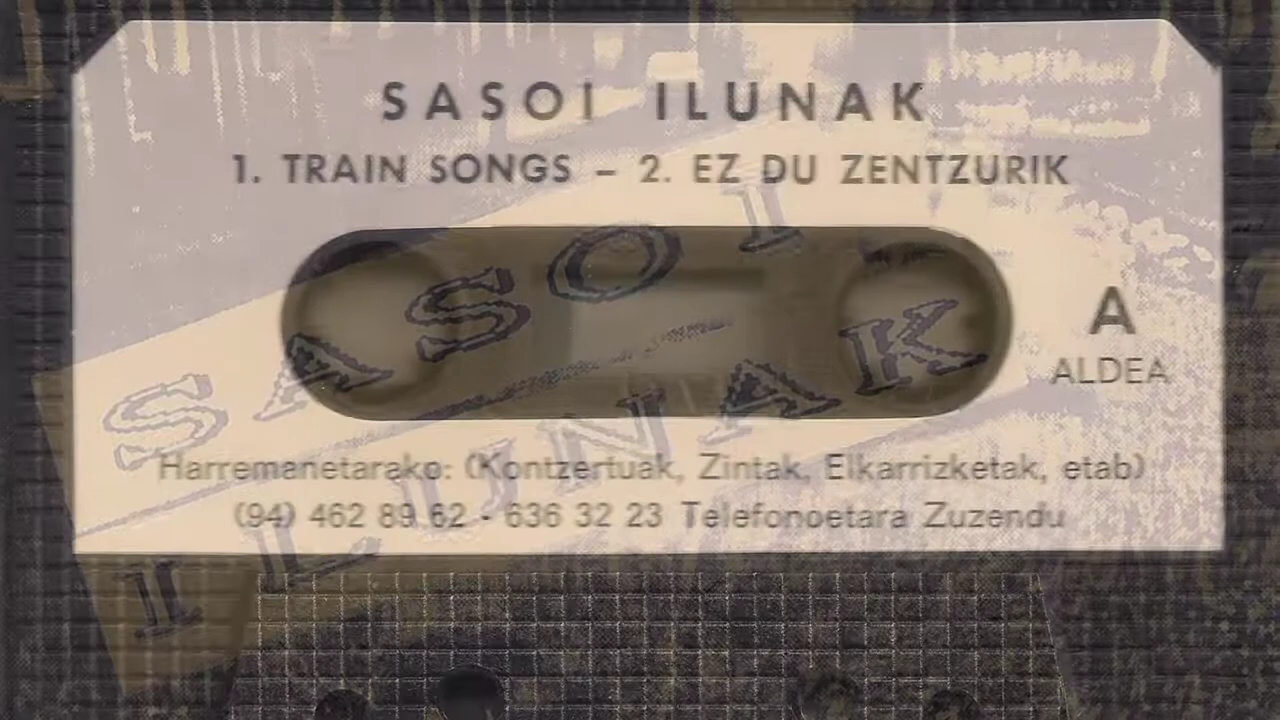 SASOI ILUNAK
1. TRAIN SONGS – 2. EZ DU ZENTZURIK
SASOI
ILUNAK
A
ALDEA
Harremanetarako: (Kontzertuak, Zintak, Elkarrizketak, etab)
(94) 462 89 62 - 636 32 23 Telefonoetara Zuzendu